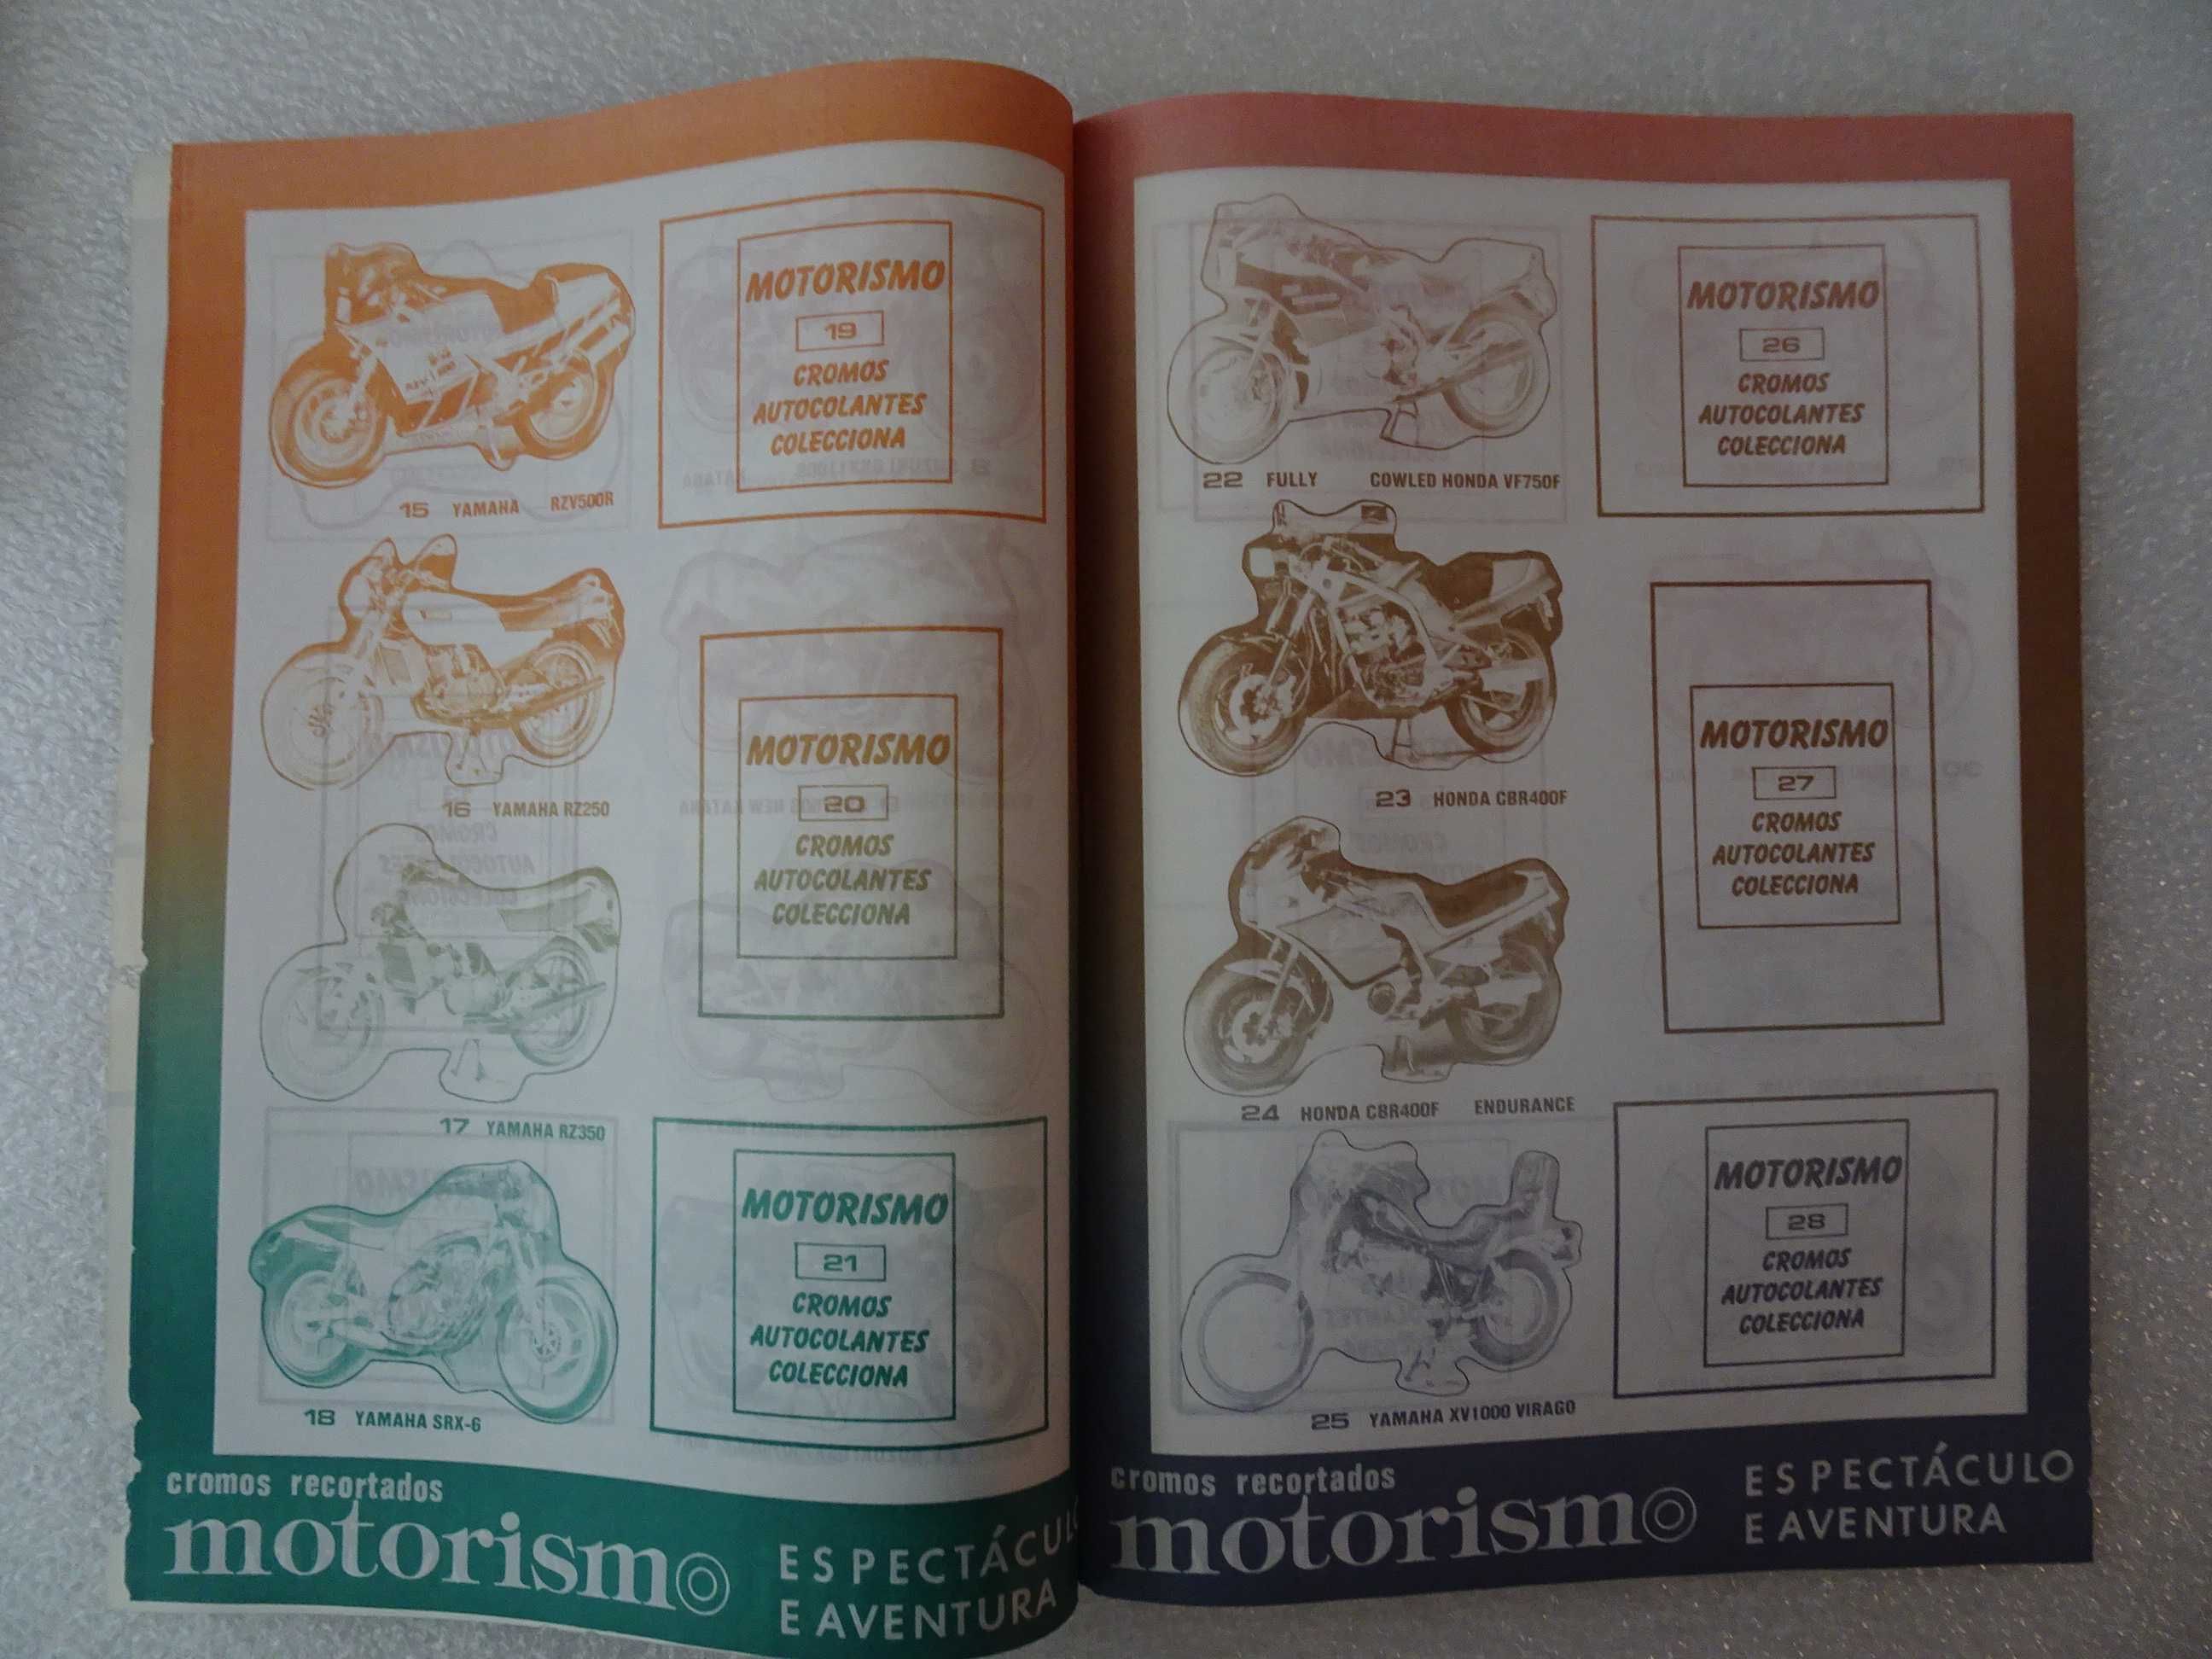 15 YAMAHA RZV500R
16 YAMAHA RZ250
17 YAMAHA RZ350
18 YAMAHA SRX-6
MOTORISMO
19
CROMOS
AUTOCOLANTES
COLECCIONA
MOTORISMO
20
CROMOS
AUTOCOLANTES
COLECCIONA
MOTORISMO
21
CROMOS
AUTOCOLANTES
COLECCIONA
cromos recortados
motorismo
ESPECTÁCULO
E AVENTURA
22 FULLY COWLED HONDA VF750F
23 HONDA CBR400F
24 HONDA CBR400F ENDURANCE
25 YAMAHA XV1000 VIRAGO
MOTORISMO
26
CROMOS
AUTOCOLANTES
COLECCIONA
MOTORISMO
27
CROMOS
AUTOCOLANTES
COLECCIONA
MOTORISMO
28
CROMOS
AUTOCOLANTES
COLECCIONA
cromos recortados
motorismo
ESPECTÁCULO
E AVENTURA